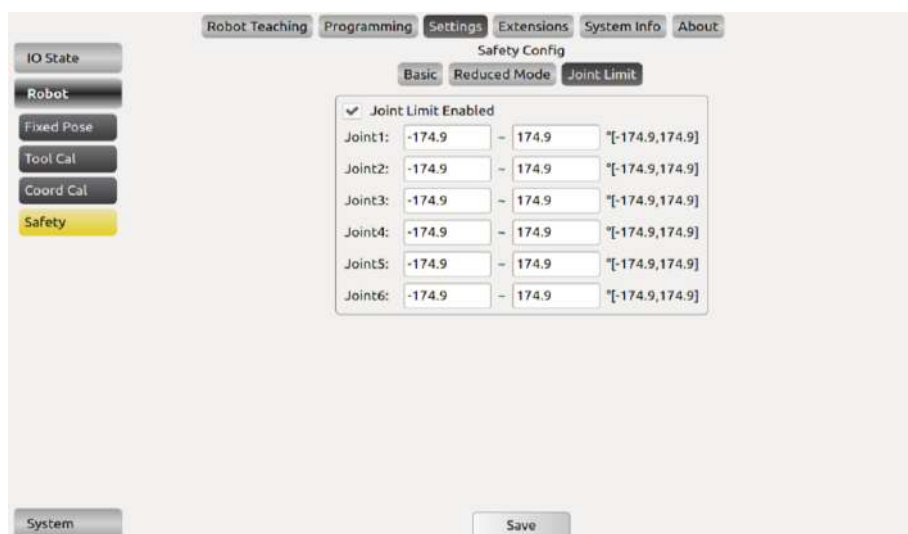 Robot Teaching Programming Settings Extensions System Info About
Safety Config
IO State
Basic Reduced Mode Joint Limit
Robot
✔ Joint Limit Enabled
Fixed Pose
Joint1: -174.9 ~ 174.9 °[-174.9,174.9]
Tool Cal
Joint2: -174.9 ~ 174.9 °[-174.9,174.9]
Coord Cal
Joint3: -174.9 ~ 174.9 °[-174.9,174.9]
Safety
Joint4: -174.9 ~ 174.9 °[-174.9,174.9]
Joint5: -174.9 ~ 174.9 °[-174.9,174.9]
Joint6: -174.9 ~ 174.9 °[-174.9,174.9]
System
Save